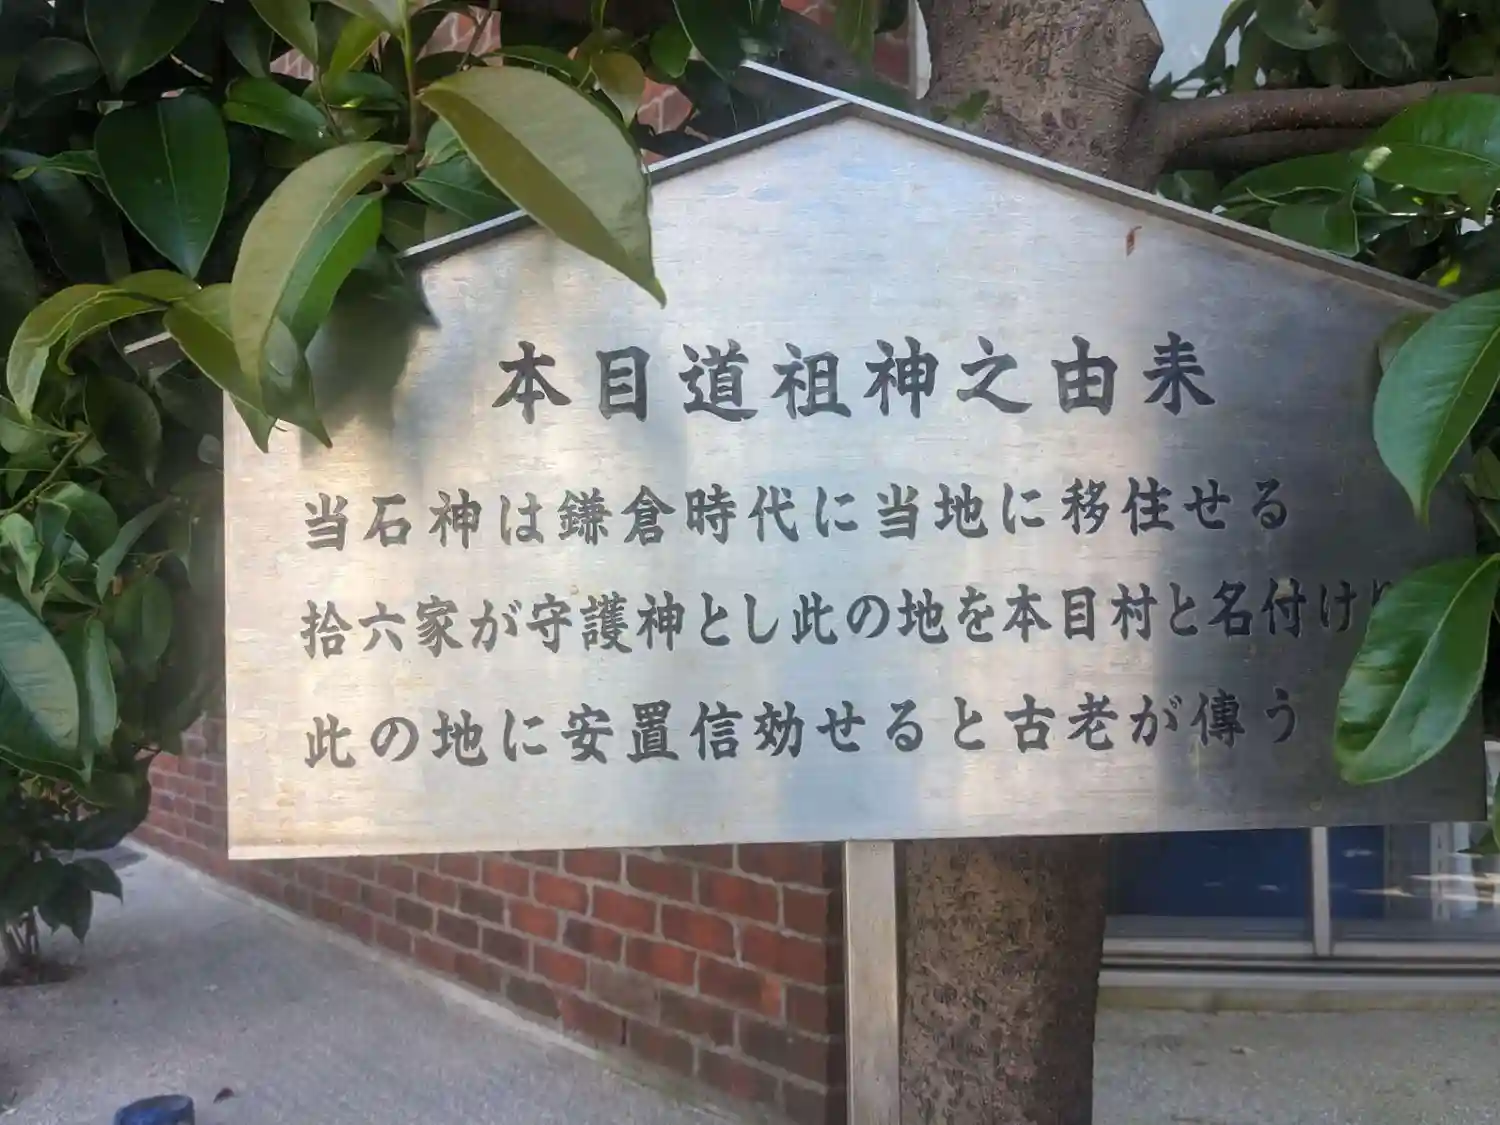 本目道祖神之由来
当石神は鎌倉時代に当地に移住せる
拾六家が守護神とし此の地を本目村と名付け
此の地に安置信効せると古老が傳う